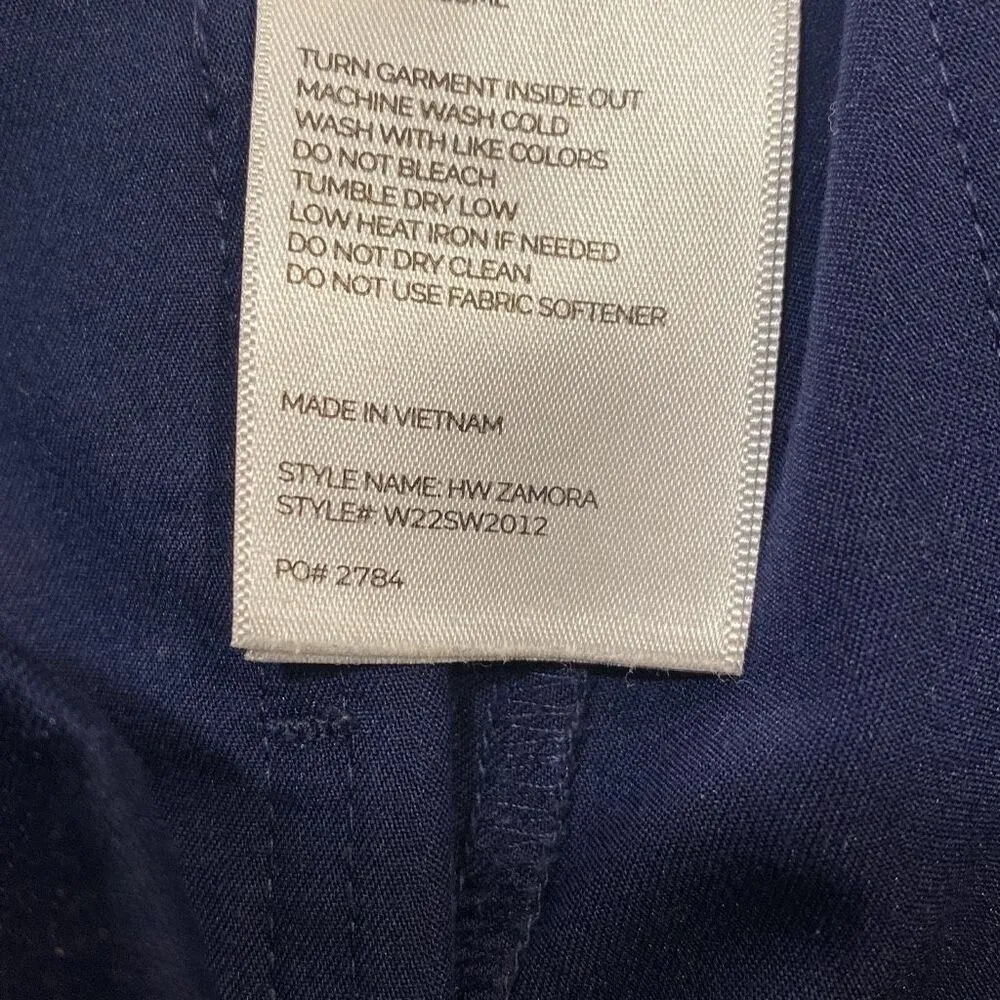 TURN GARMENT INSIDE OUT
MACHINE WASH COLD
WASH WITH LIKE COLORS
DO NOT BLEACH
TUMBLE DRY LOW
LOW HEAT IRON IF NEEDED
DO NOT DRY CLEAN
DO NOT USE FABRIC SOFTENER
MADE IN VIETNAM
STYLE NAME: HW ZAMORA
STYLE#: W22SW2012
PO# 2784